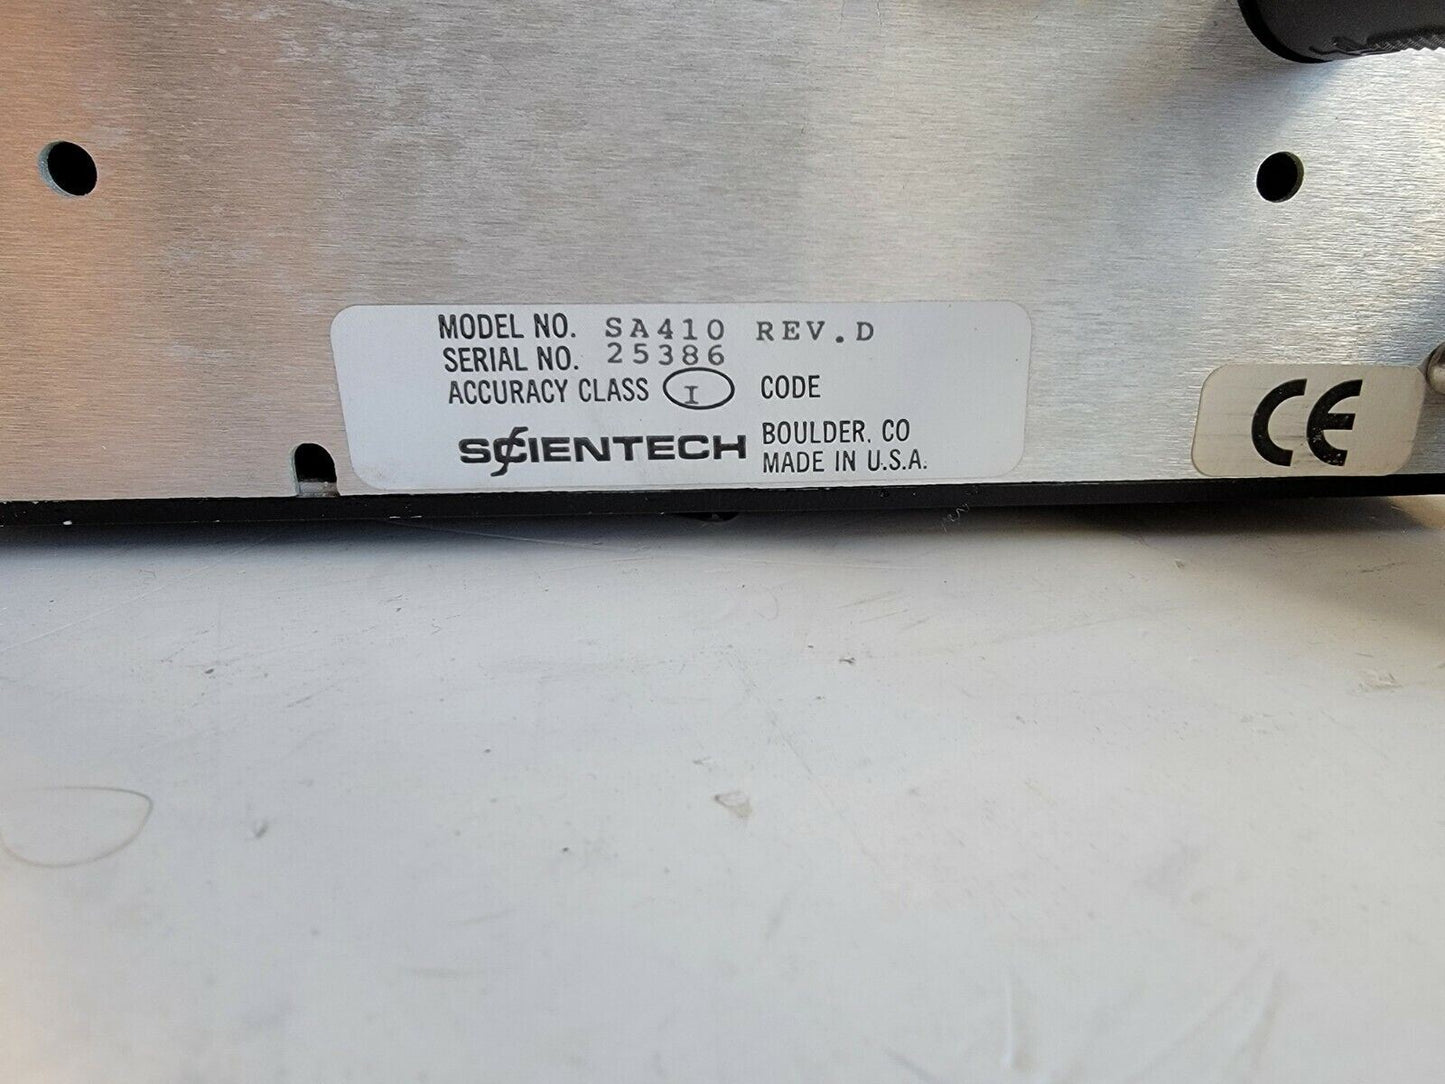 MODEL NO. SA410 REV.D
SERIAL NO. 25386
ACCURACY CLASS I CODE
SCIENTECH
BOULDER, CO
MADE IN U.S.A.
CE